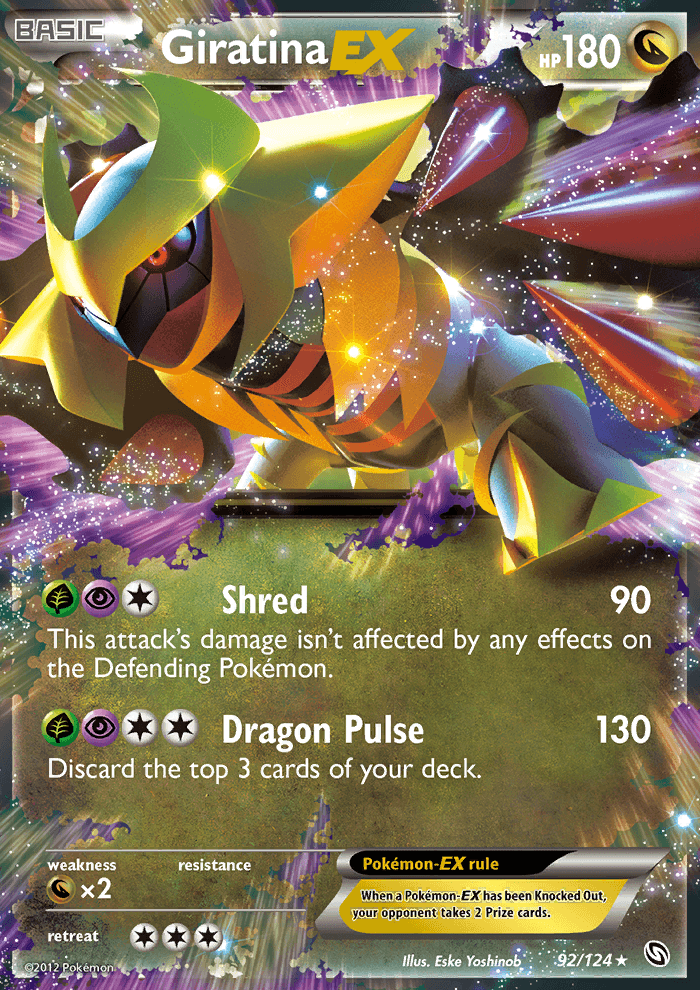 BASIC
Giratina EX HP180
Shred 90
This attack's damage isn't affected by any effects on
the Defending Pokémon.
Dragon Pulse 130
Discard the top 3 cards of your deck.
weakness resistance
×2
retreat
Pokémon-EX rule
When a Pokémon-EX has been Knocked Out,
your opponent takes 2 Prize cards.
©2012 Pokémon
Illus. Eske Yoshinob 92/124 ★